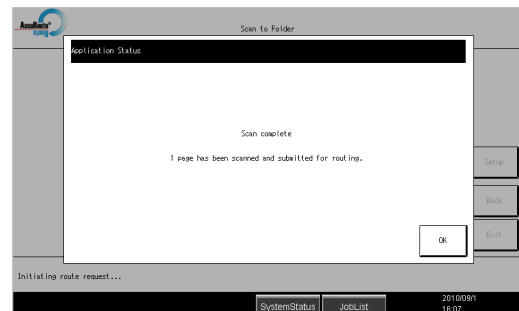 AccuRoute®
Scan to Folder
Application Status
Scan complete
1 page has been scanned and submitted for routing.
Setup
Back
Exit
OK
Initiating route request...
SystemStatus
JobList
2010/09/1
16:07